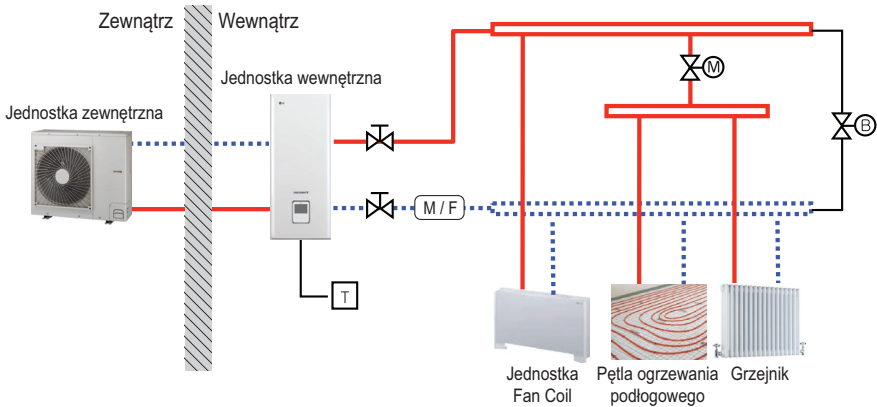 Zewnątrz
Wewnątrz
Jednostka wewnętrzna
Jednostka zewnętrzna
M
B
M / F
T
Jednostka
Fan Coil
Pętla ogrzewania
podłogowego
Grzejnik